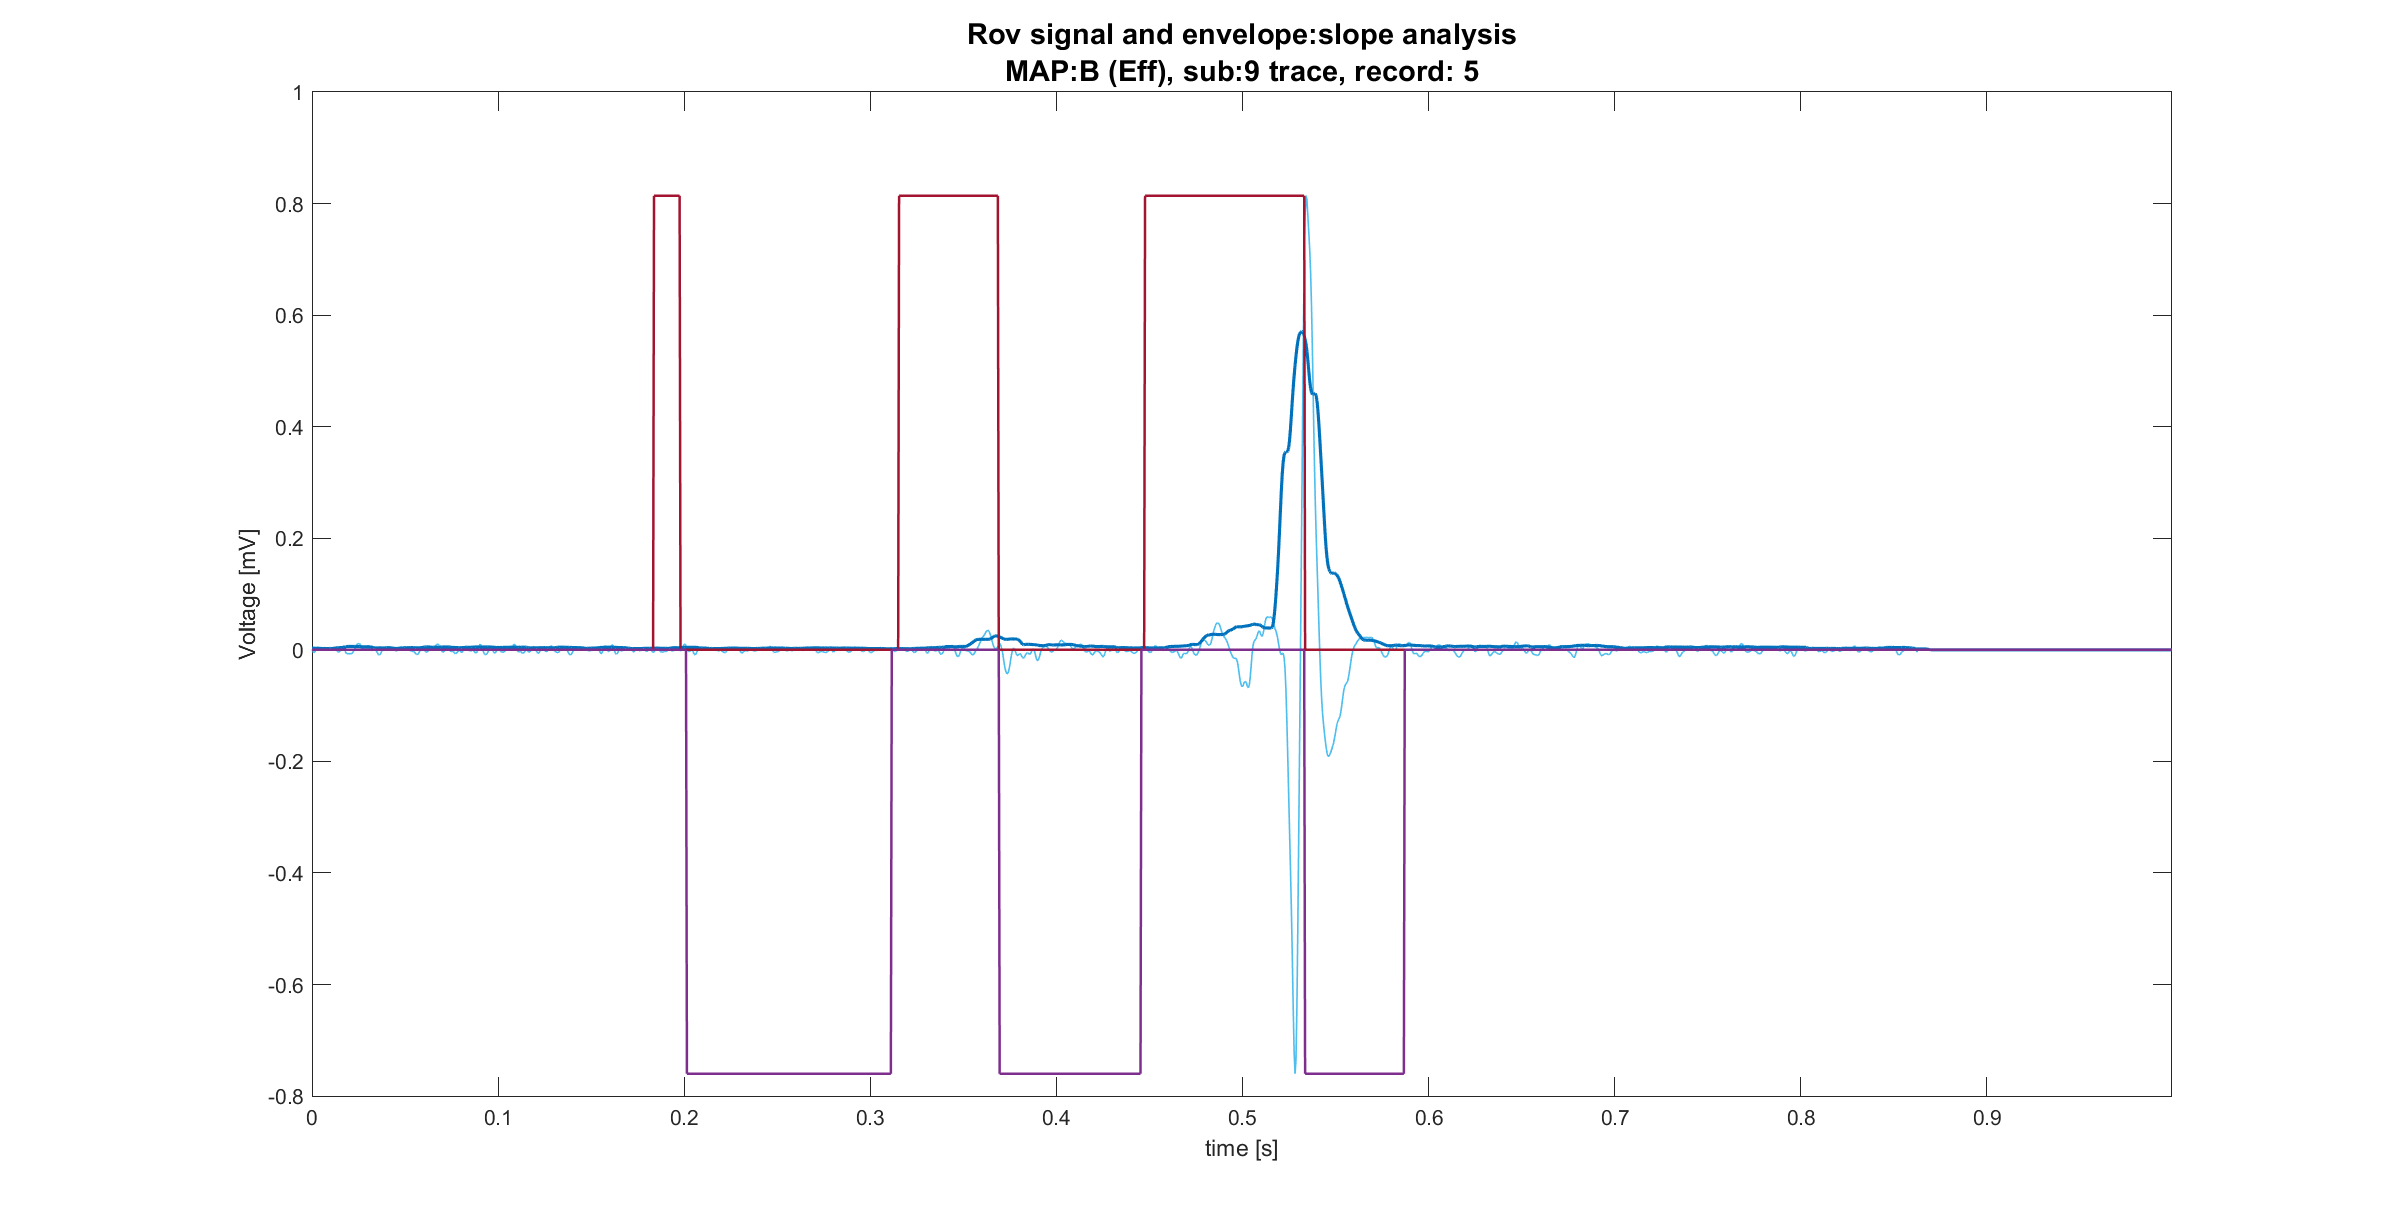 Rov signal and envelope:slope analysis
MAP:B (Eff), sub:9 trace, record: 5
1
0.8
0.6
0.4
0.2
0
-0.2
-0.4
-0.6
-0.8
Voltage [mV]
0 0.1 0.2 0.3 0.4 0.5 0.6 0.7 0.8 0.9
time [s]